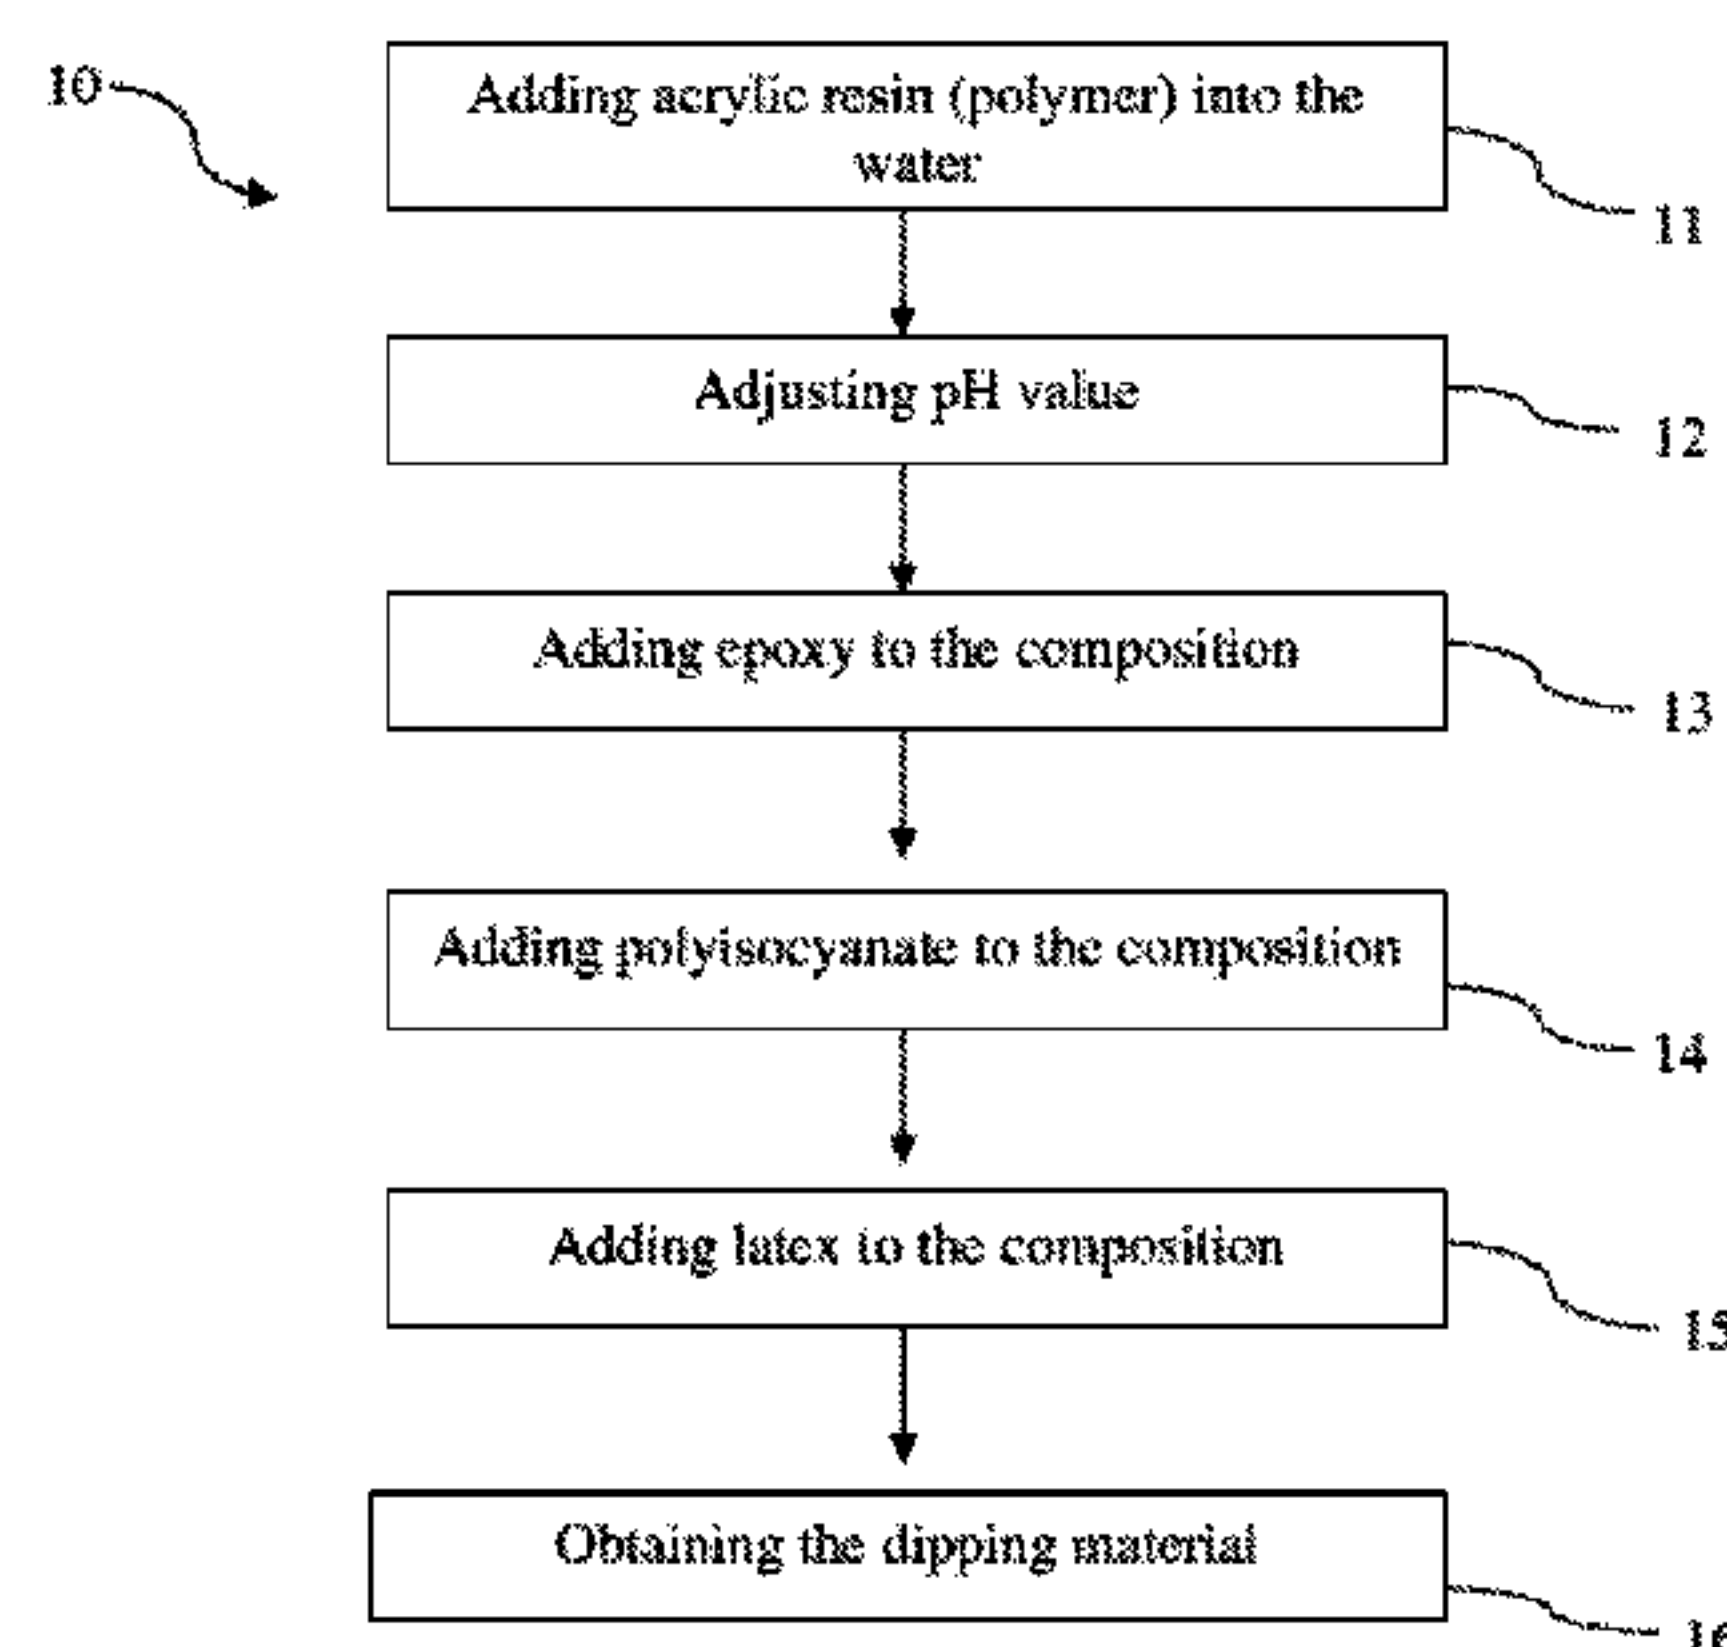 10
Adding acrylic resin (polymer) into the
water
11
Adjusting pH value
12
Adding epoxy to the composition
13
Adding polyisocyanate to the composition
14
Adding latex to the composition
15
Obtaining the dipping material